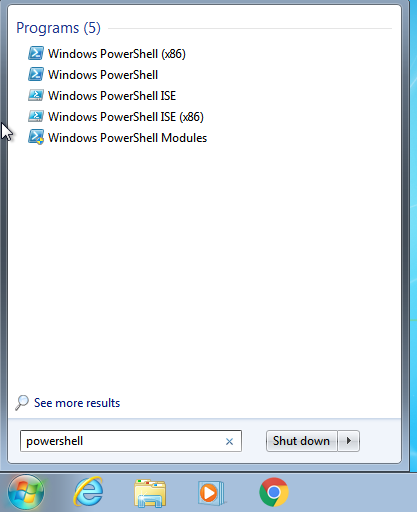 Programs (5)
Windows PowerShell (x86)
Windows PowerShell
Windows PowerShell ISE
Windows PowerShell ISE (x86)
Windows PowerShell Modules
See more results
powershell
Shut down